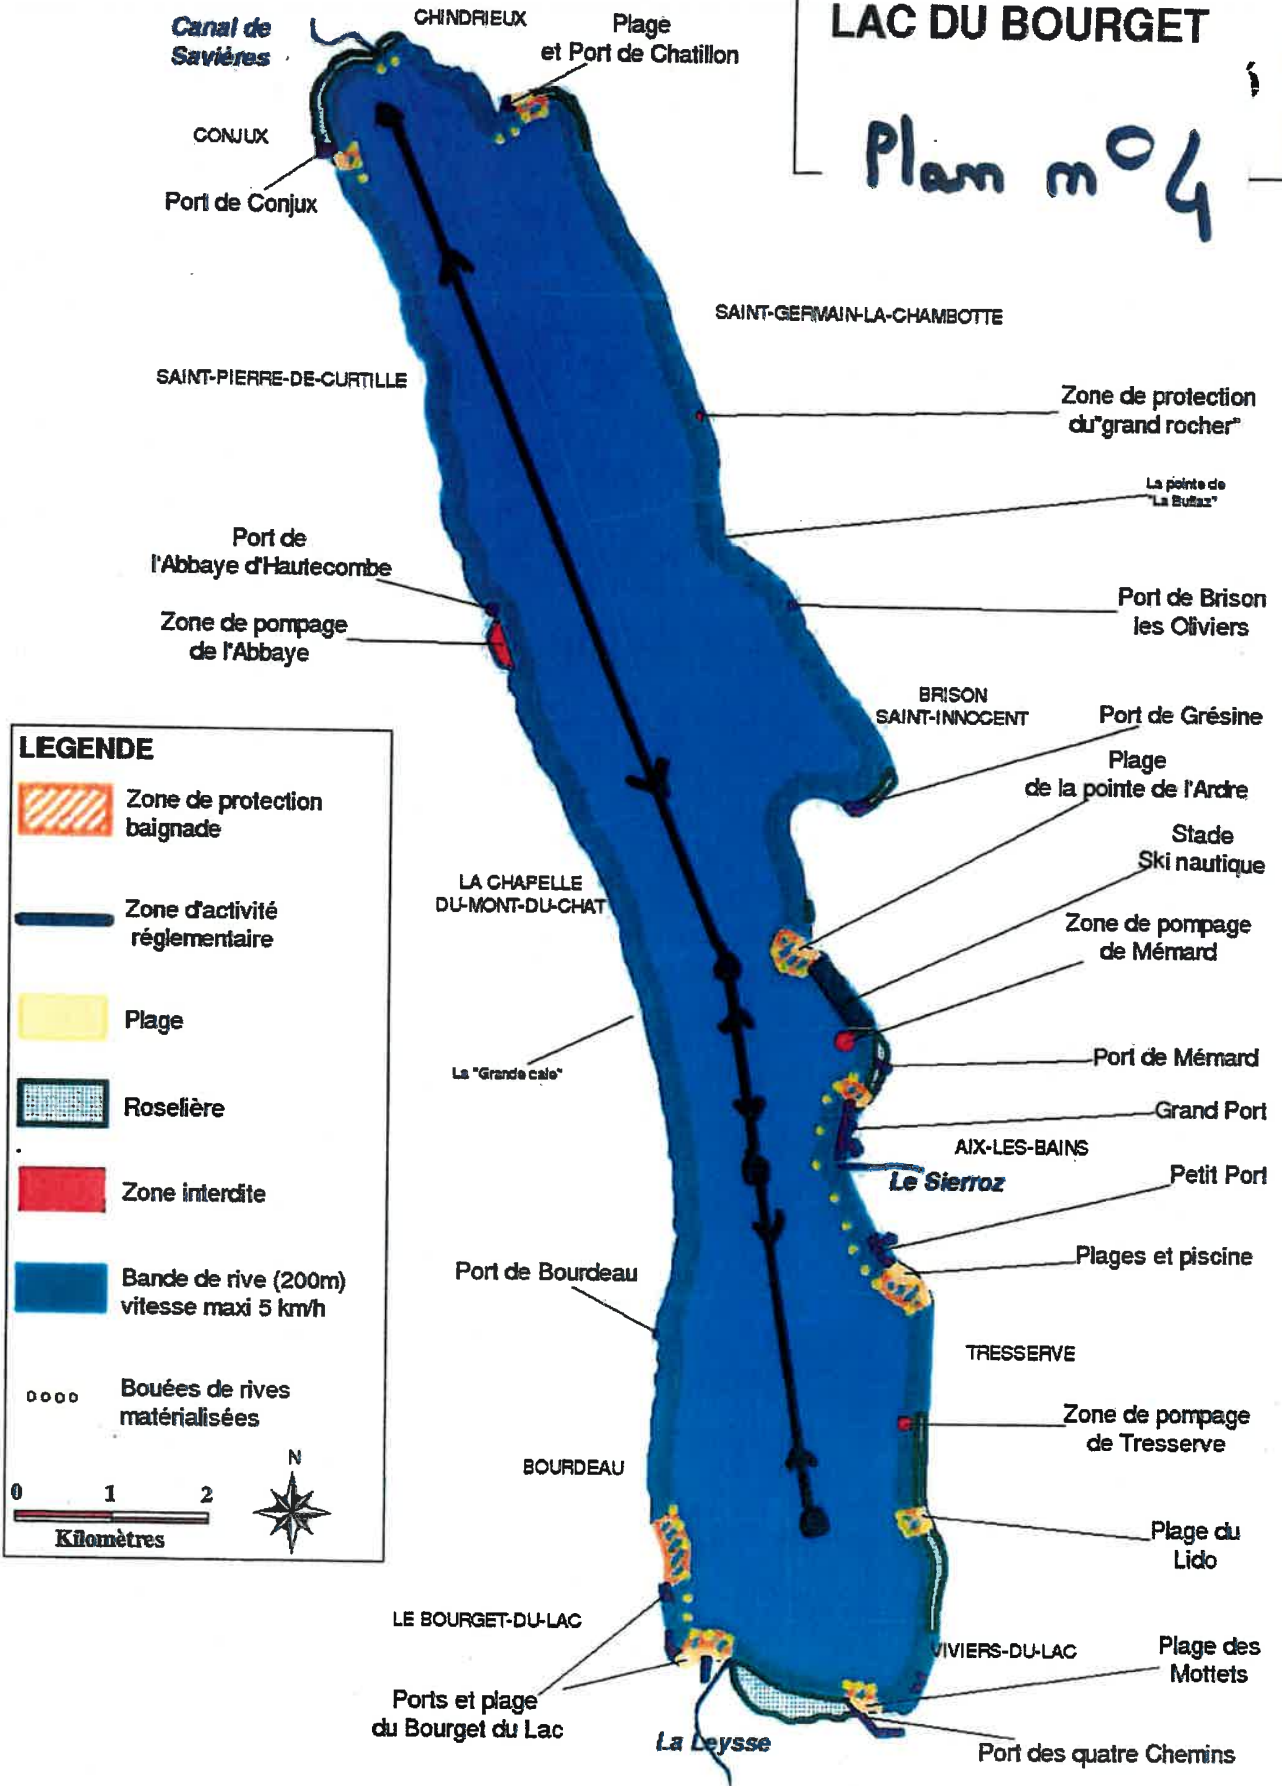 LAC DU BOURGET
Plan n° 4
CHINDRIEUX
Canal de
Savières
Plage
et Port de Chatillon
CONJUX
Port de Conjux
SAINT-GERMAIN-LA-CHAMBOTTE
SAINT-PIERRE-DE-CURTILLE
Zone de protection
du"grand rocher"
La pointe de
Port de
l'Abbaye d'Hautecombe
Zone de pompage
de l'Abbaye
Port de Brison
les Oliviers
BRISON
SAINT-INNOCENT
Port de Grésine
Plage
de la pointe de l'Ardre
Stade
Ski nautique
LA CHAPELLE
DU-MONT-DU-CHAT
Zone de pompage
de Mémard
La "Grande cale"
Port de Mémard
Grand Port
AIX-LES-BAINS
Le Sierroz
Petit Port
Plages et piscine
Port de Bourdeau
TRESSERVE
Zone de pompage
de Tresserve
BOURDEAU
Plage du
Lido
LE BOURGET-DU-LAC
VIVIERS-DU-LAC
Plage des
Mottets
Ports et plage
du Bourget du Lac
La Leysse
Port des quatre Chemins
LEGENDE
Zone de protection
baignade
Zone d'activité
réglementaire
Plage
Roselière
Zone interdite
Bande de rive (200m)
vitesse maxi 5 km/h
Bouées de rives
matérialisées
N
0 1 2
Kilomètres